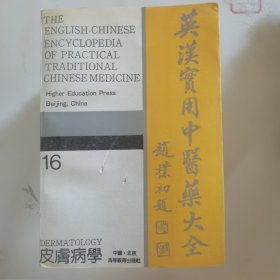 THE
ENGLISH-CHINESE
ENCYCLOPEDIA
OF PRACTICAL
TRADITIONAL
CHINESE MEDICINE
Higher Education Press
Beijing, China
16
DERMATOLOGY
皮膚病學
中國·北京
高等教育出版社
英漢實用中醫藥大全
趙樸初題